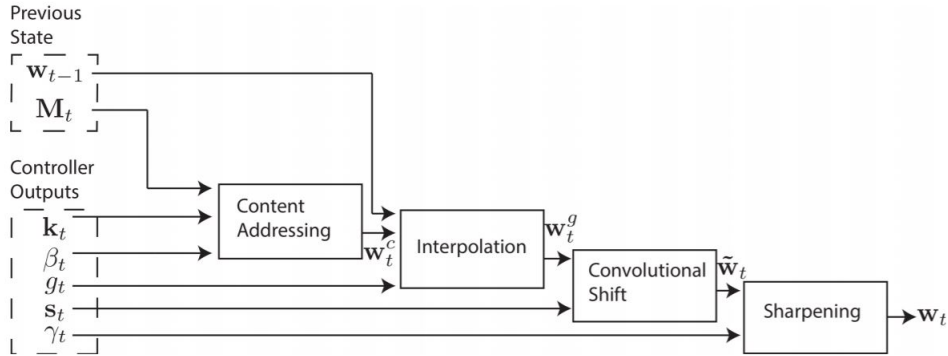 Previous
State
w_{t−1}
M_t
Controller
Outputs
k_t
β_t
g_t
s_t
γ_t
Content
Addressing
w_t^c
Interpolation
w_t^g
Convolutional
Shift
w̃_t
Sharpening
w_t